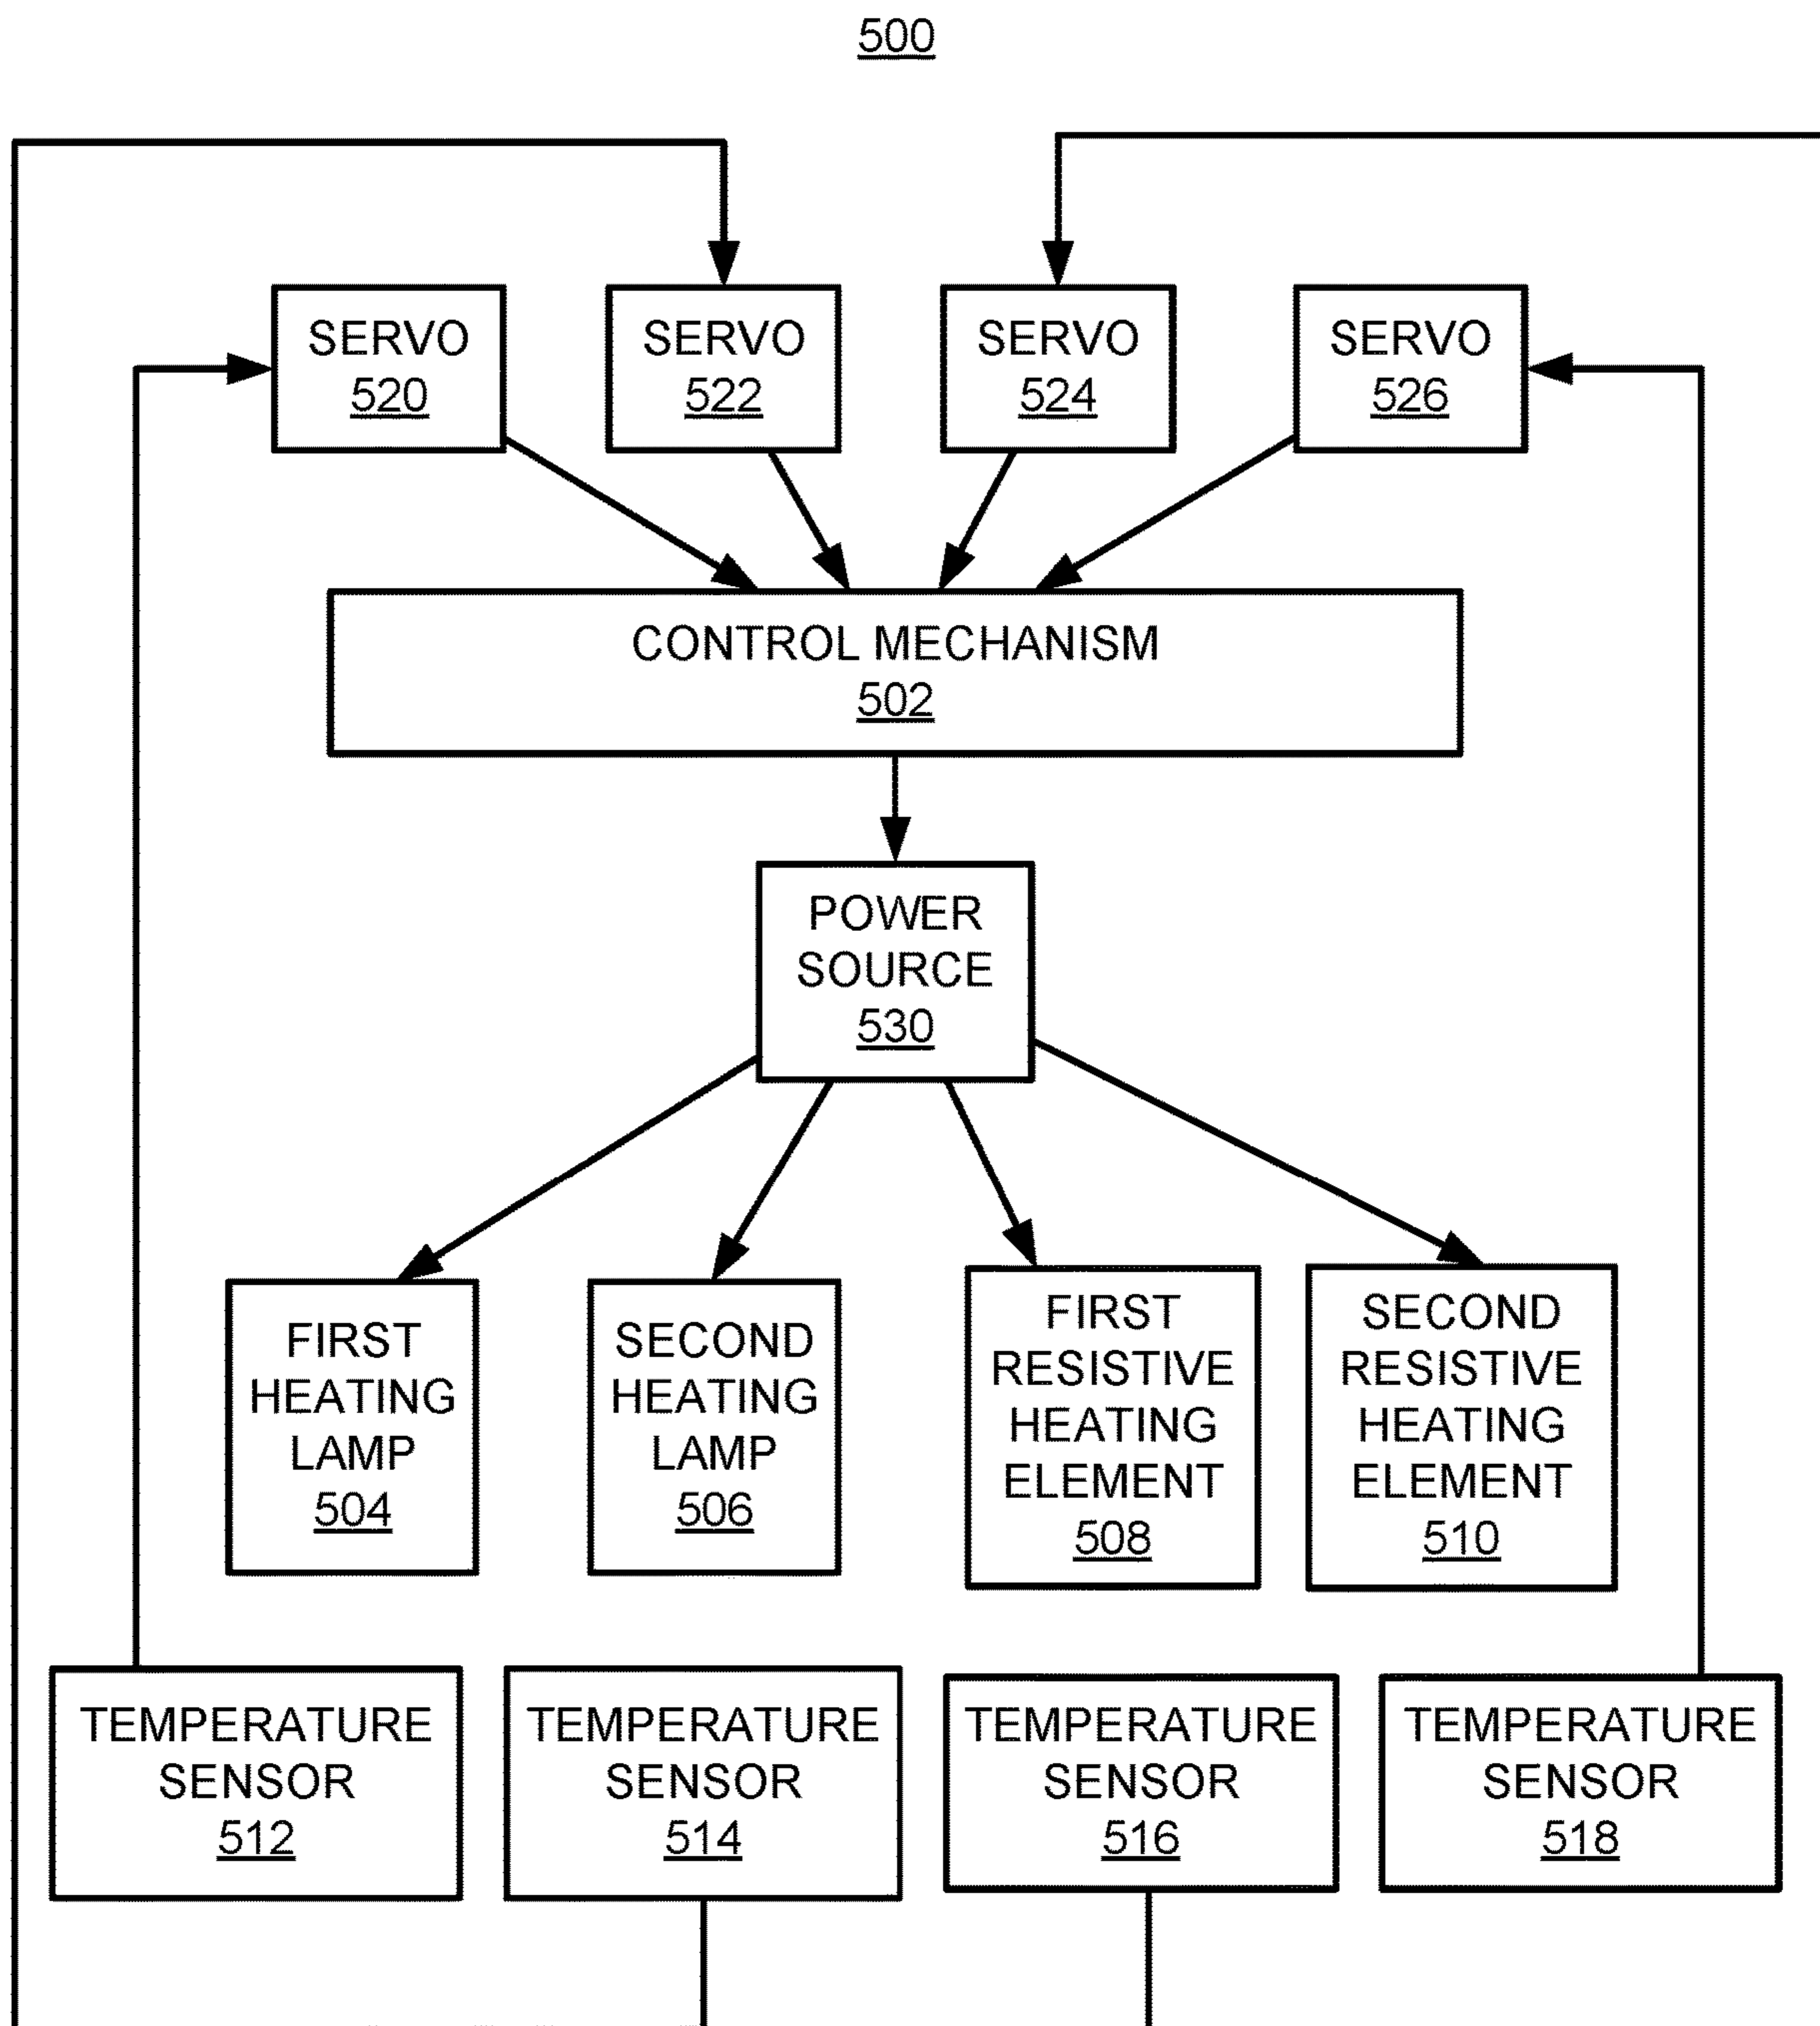 500
SERVO
520
SERVO
522
SERVO
524
SERVO
526
CONTROL MECHANISM
502
POWER
SOURCE
530
FIRST
HEATING
LAMP
504
SECOND
HEATING
LAMP
506
FIRST
RESISTIVE
HEATING
ELEMENT
508
SECOND
RESISTIVE
HEATING
ELEMENT
510
TEMPERATURE
SENSOR
512
TEMPERATURE
SENSOR
514
TEMPERATURE
SENSOR
516
TEMPERATURE
SENSOR
518